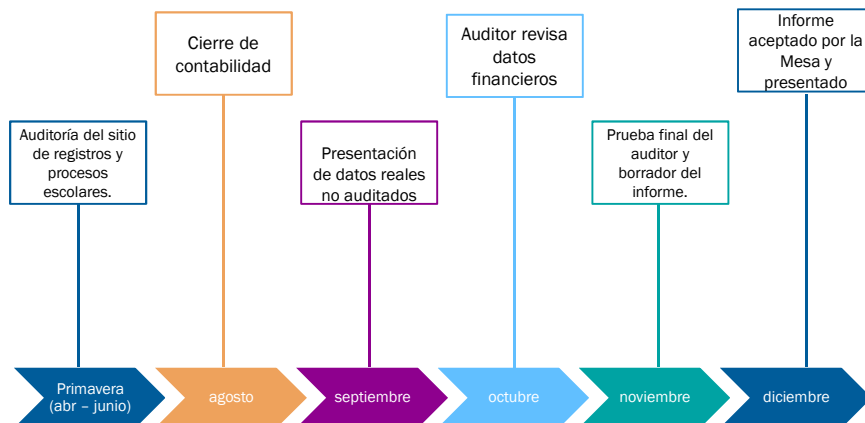 Auditoría del sitio
de registros y
procesos
escolares.
Cierre de
contabilidad
Presentación
de datos reales
no auditados
Auditor revisa
datos
financieros
Prueba final del
auditor y
borrador del
informe.
Informe
aceptado por la
Mesa y
presentado
Primavera
(abr – junio)
agosto
septiembre
octubre
noviembre
diciembre